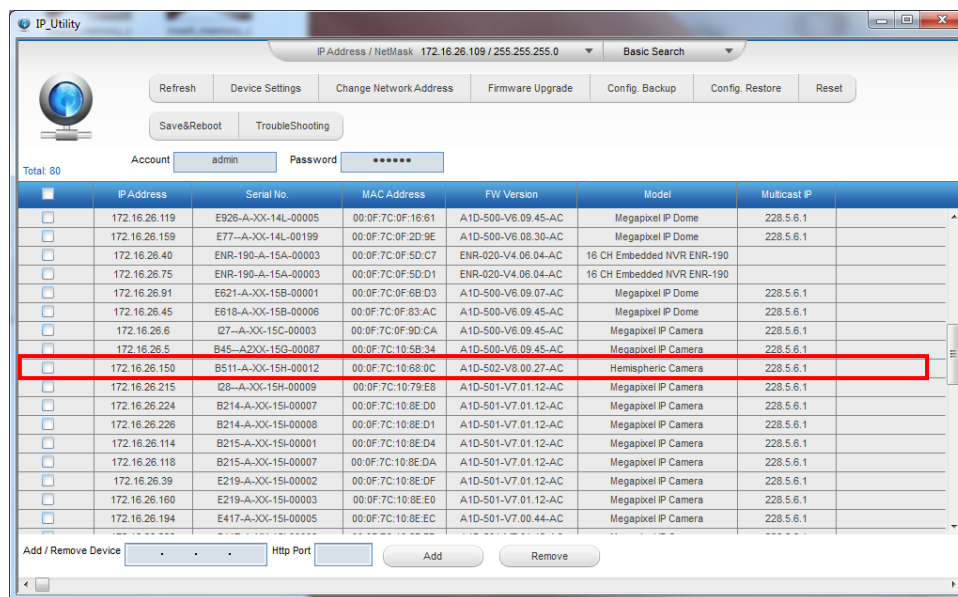 IP_Utility
IP Address / NetMask 172.16.26.109 / 255.255.255.0 Basic Search
Refresh Device Settings Change Network Address Firmware Upgrade Config. Backup Config. Restore Reset
Save&Reboot TroubleShooting
Account admin Password ••••••
Total: 80
IP Address Serial No. MAC Address FW Version Model Multicast IP
172.16.26.119 E926-A-XX-14L-00005 00:0F:7C:0F:16:61 A1D-500-V6.09.45-AC Megapixel IP Dome 228.5.6.1
172.16.26.159 E77--A-XX-14L-00199 00:0F:7C:0F:2D:9E A1D-500-V6.08.30-AC Megapixel IP Dome 228.5.6.1
172.16.26.40 ENR-190-A-15A-00003 00:0F:7C:0F:5D:C7 ENR-020-V4.06.04-AC 16 CH Embedded NVR ENR-190
172.16.26.75 ENR-190-A-15A-00003 00:0F:7C:0F:5D:D1 ENR-020-V4.06.04-AC 16 CH Embedded NVR ENR-190
172.16.26.91 E621-A-XX-15B-00001 00:0F:7C:0F:6B:D3 A1D-500-V6.09.07-AC Megapixel IP Dome 228.5.6.1
172.16.26.45 E618-A-XX-15B-00006 00:0F:7C:0F:83:AC A1D-500-V6.09.45-AC Megapixel IP Dome 228.5.6.1
172.16.26.6 I27--A-XX-15C-00003 00:0F:7C:0F:9D:CA A1D-500-V6.09.45-AC Megapixel IP Camera 228.5.6.1
172.16.26.5 B45--A2XX-15G-00087 00:0F:7C:10:5B:34 A1D-500-V6.09.45-AC Megapixel IP Camera 228.5.6.1
172.16.26.150 B511-A-XX-15H-00012 00:0F:7C:10:68:0C A1D-502-V8.00.27-AC Hemispheric Camera 228.5.6.1
172.16.26.215 I28--A-XX-15H-00009 00:0F:7C:10:79:E8 A1D-501-V7.01.12-AC Megapixel IP Camera 228.5.6.1
172.16.26.224 B214-A-XX-15I-00007 00:0F:7C:10:8E:D0 A1D-501-V7.01.12-AC Megapixel IP Camera 228.5.6.1
172.16.26.226 B214-A-XX-15I-00008 00:0F:7C:10:8E:D1 A1D-501-V7.01.12-AC Megapixel IP Camera 228.5.6.1
172.16.26.114 B215-A-XX-15I-00001 00:0F:7C:10:8E:D4 A1D-501-V7.01.12-AC Megapixel IP Camera 228.5.6.1
172.16.26.118 B215-A-XX-15I-00007 00:0F:7C:10:8E:DA A1D-501-V7.01.12-AC Megapixel IP Camera 228.5.6.1
172.16.26.39 E219-A-XX-15I-00002 00:0F:7C:10:8E:DF A1D-501-V7.01.12-AC Megapixel IP Camera 228.5.6.1
172.16.26.160 E219-A-XX-15I-00003 00:0F:7C:10:8E:E0 A1D-501-V7.01.12-AC Megapixel IP Camera 228.5.6.1
172.16.26.194 E417-A-XX-15I-00005 00:0F:7C:10:8E:EC A1D-501-V7.00.44-AC Megapixel IP Camera 228.5.6.1
Add / Remove Device . . . Http Port Add Remove